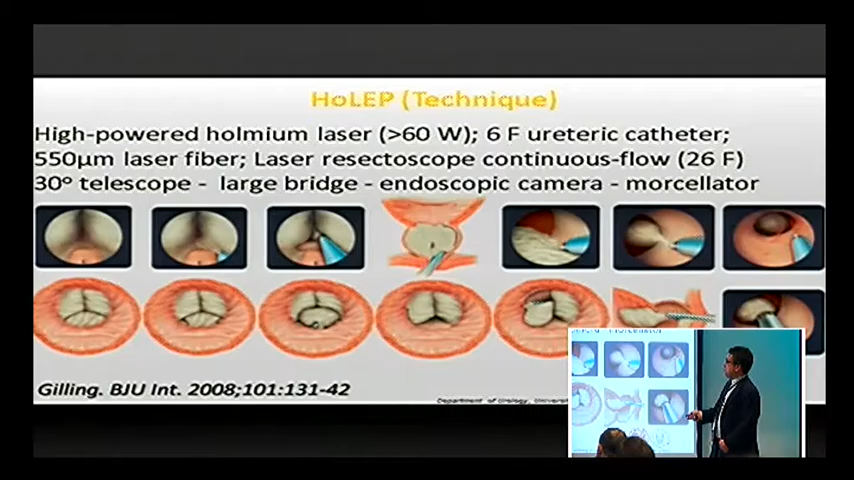 HoLEP (Technique)
High-powered holmium laser (>60 W); 6 F ureteric catheter;
550µm laser fiber; Laser resectoscope continuous-flow (26 F)
30º telescope - large bridge - endoscopic camera - morcellator
Gilling. BJU Int. 2008;101:131-42
Department of Urology, Univers
morcellator